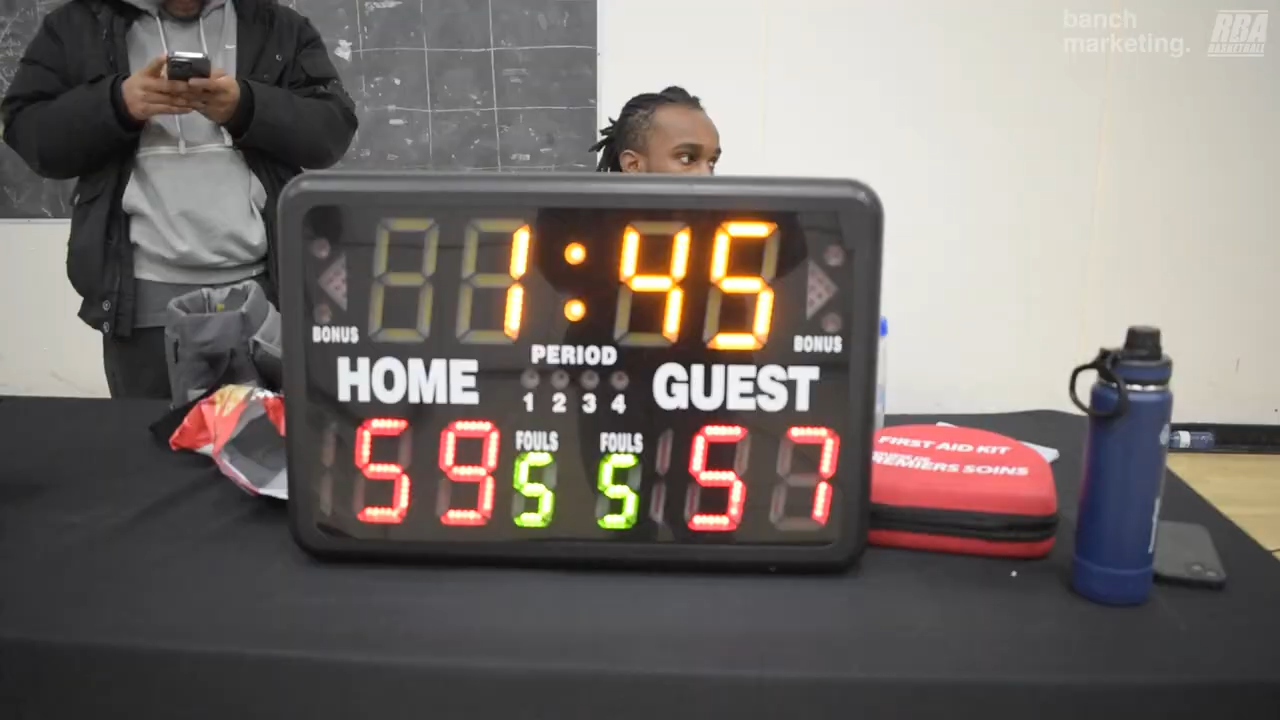 banch
marketing.
RBA
BASKETBALL
1:45
BONUS
PERIOD
BONUS
HOME
1 2 3 4
GUEST
59
FOULS
5
FOULS
5
57
FIRST AID KIT
PREMIERS SOINS